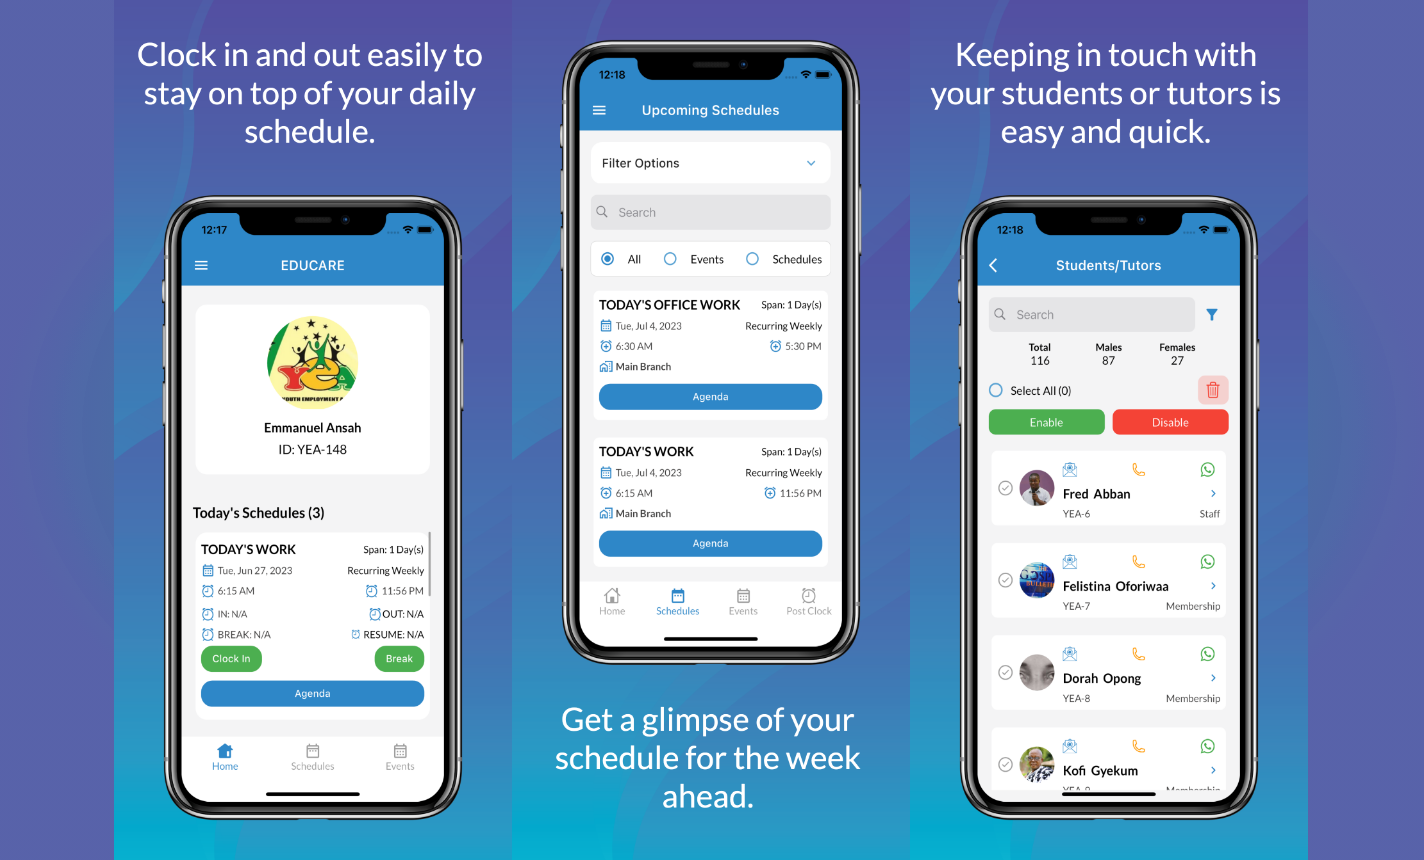 Clock in and out easily to
stay on top of your daily
schedule.
12:17
EDUCARE
YEA
YOUTH EMPLOYMENT A
Emmanuel Ansah
ID: YEA-148
Today's Schedules (3)
TODAY'S WORK Span: 1 Day(s)
Tue, Jun 27, 2023 Recurring Weekly
6:15 AM 11:56 PM
IN: N/A OUT: N/A
BREAK: N/A RESUME: N/A
Clock In Break
Agenda
Home Schedules Events
12:18
Upcoming Schedules
Filter Options
Search
All Events Schedules
TODAY'S OFFICE WORK Span: 1 Day(s)
Tue, Jul 4, 2023 Recurring Weekly
6:30 AM 5:30 PM
Main Branch
Agenda
TODAY'S WORK Span: 1 Day(s)
Tue, Jul 4, 2023 Recurring Weekly
6:15 AM 11:56 PM
Main Branch
Agenda
Home Schedules Events Post Clock
Get a glimpse of your
schedule for the week
ahead.
Keeping in touch with
your students or tutors is
easy and quick.
12:18
Students/Tutors
Search
Total Males Females
116 87 27
Select All (0)
Enable Disable
Fred Abban
YEA-6 Staff
Felistina Oforiwaa
YEA-7 Membership
Dorah Opong
YEA-8 Membership
Kofi Gyekum
Membership